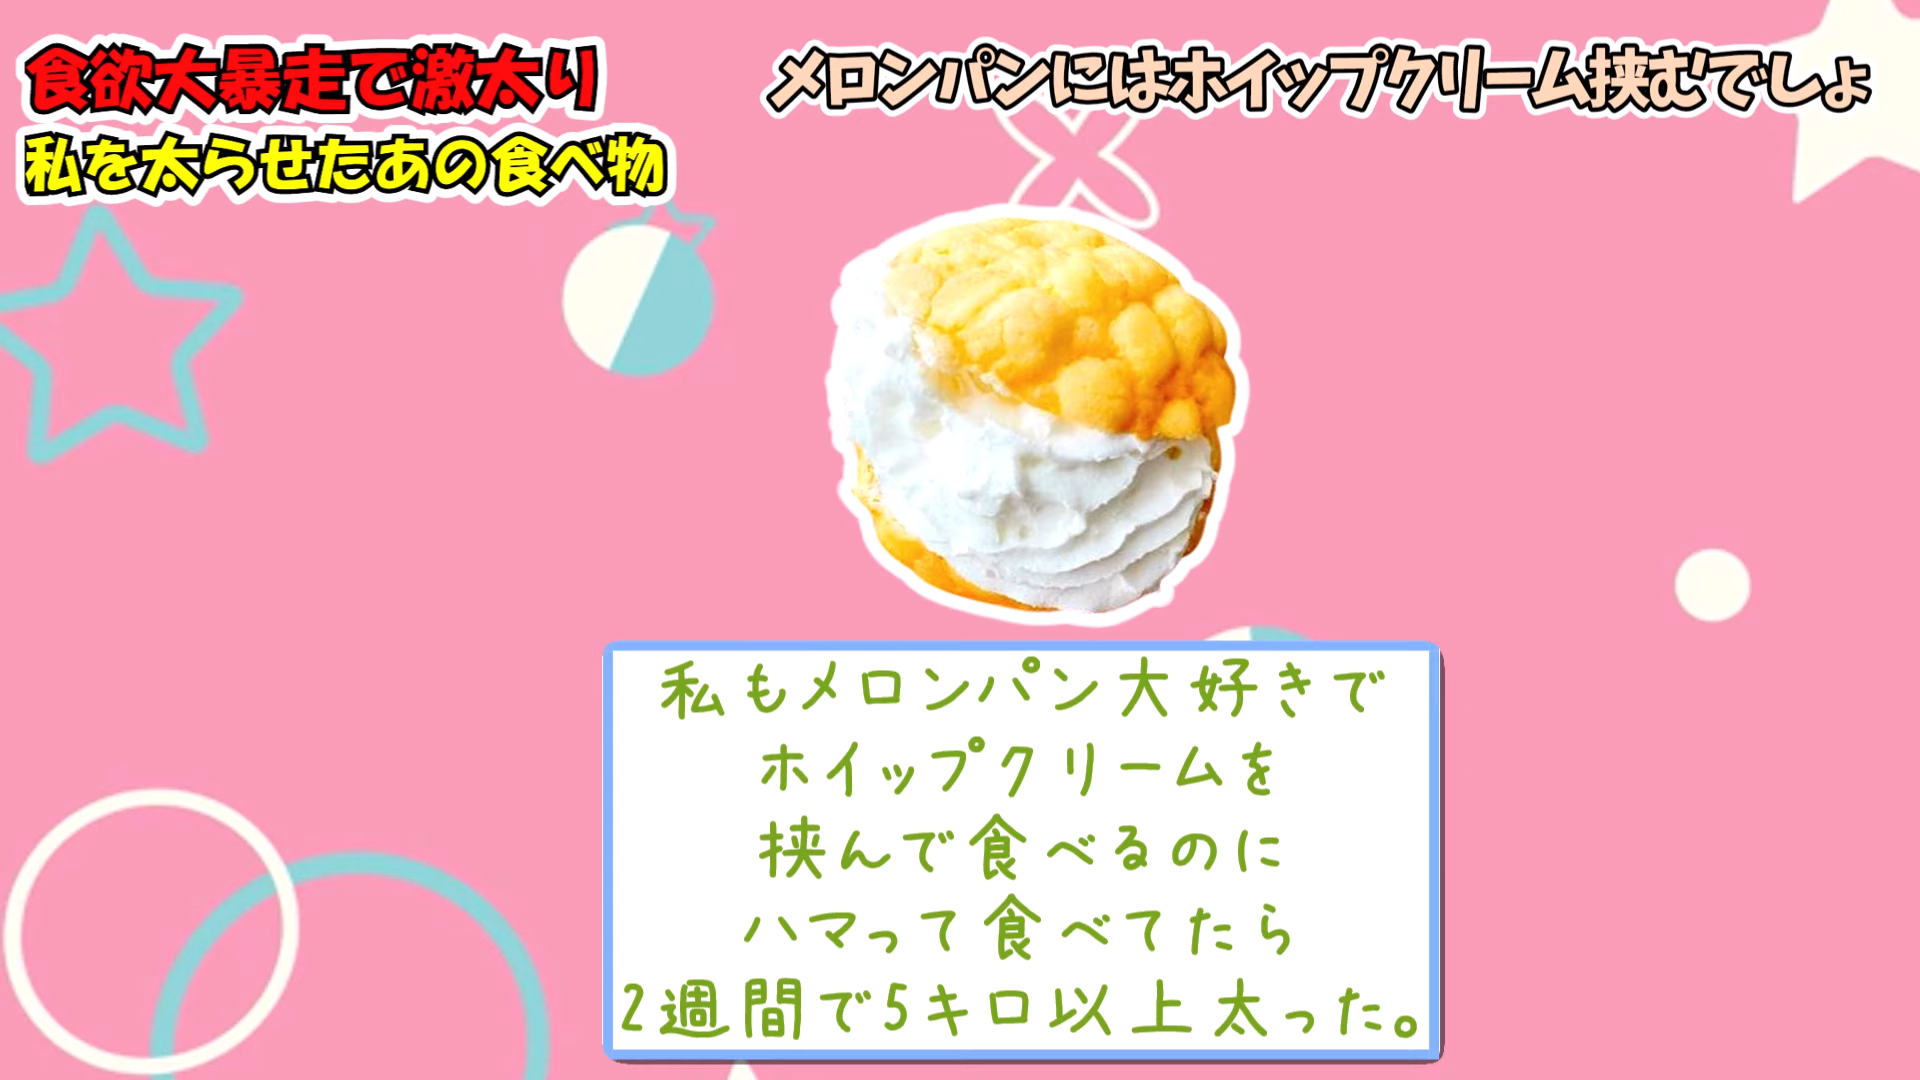 食欲大暴走で激太り
私を太らせたあの食べ物
メロンパンにはホイップクリーム挟むでしょ
私もメロンパン大好きで
ホイップクリームを
挟んで食べるのに
ハマって食べてたら
2週間で5キロ以上太った。